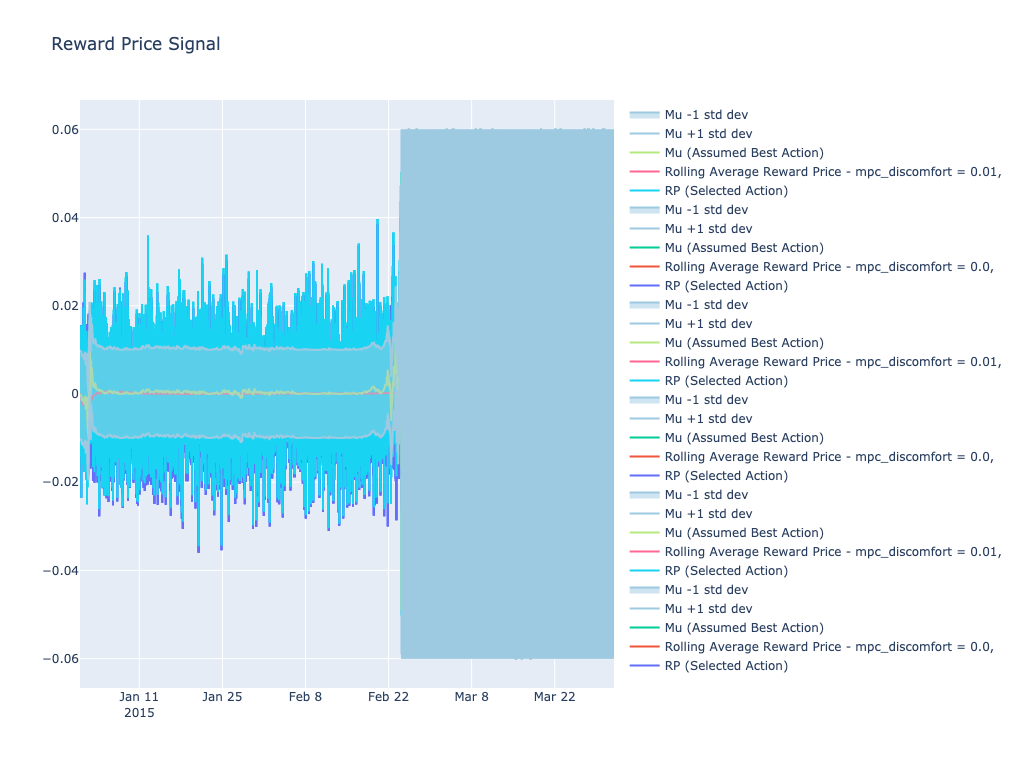 Reward Price Signal
0.06
0.04
0.02
0
−0.02
−0.04
−0.06
Jan 11
2015
Jan 25
Feb 8
Feb 22
Mar 8
Mar 22
Mu -1 std dev
Mu +1 std dev
Mu (Assumed Best Action)
Rolling Average Reward Price - mpc_discomfort = 0.01,
RP (Selected Action)
Mu -1 std dev
Mu +1 std dev
Mu (Assumed Best Action)
Rolling Average Reward Price - mpc_discomfort = 0.0,
RP (Selected Action)
Mu -1 std dev
Mu +1 std dev
Mu (Assumed Best Action)
Rolling Average Reward Price - mpc_discomfort = 0.01,
RP (Selected Action)
Mu -1 std dev
Mu +1 std dev
Mu (Assumed Best Action)
Rolling Average Reward Price - mpc_discomfort = 0.0,
RP (Selected Action)
Mu -1 std dev
Mu +1 std dev
Mu (Assumed Best Action)
Rolling Average Reward Price - mpc_discomfort = 0.01,
RP (Selected Action)
Mu -1 std dev
Mu +1 std dev
Mu (Assumed Best Action)
Rolling Average Reward Price - mpc_discomfort = 0.0,
RP (Selected Action)